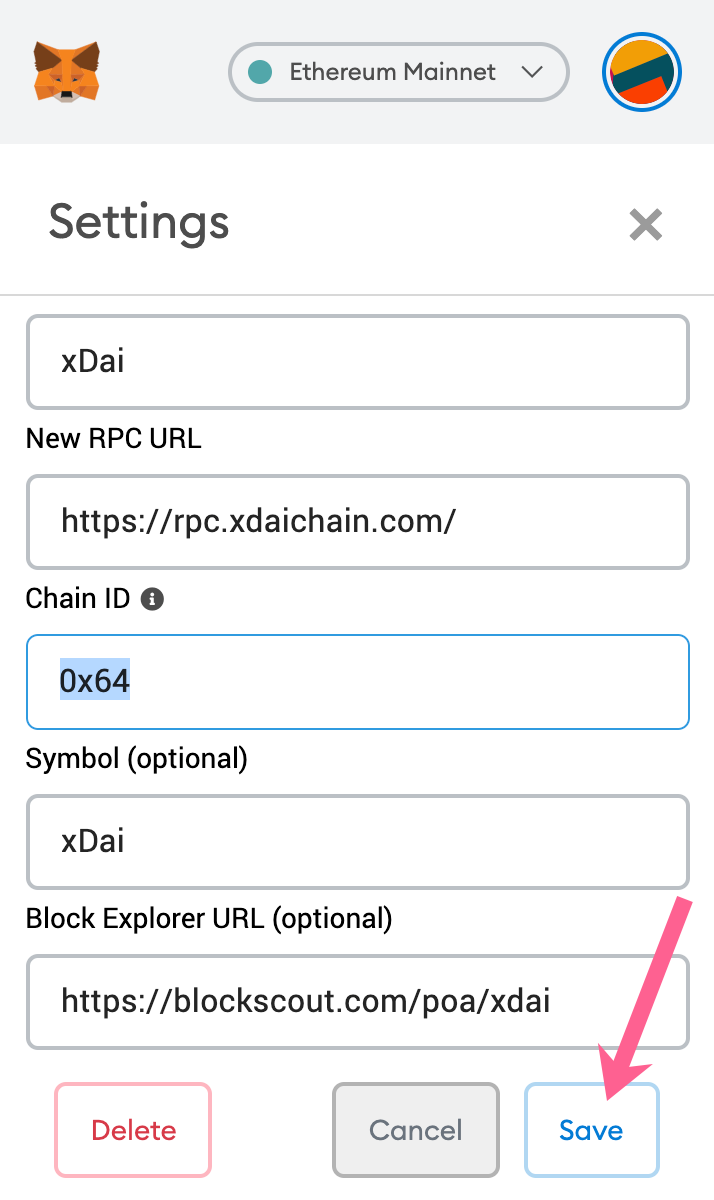 Ethereum Mainnet
Settings
xDai
New RPC URL
https://rpc.xdaichain.com/
Chain ID
0x64
Symbol (optional)
xDai
Block Explorer URL (optional)
https://blockscout.com/poa/xdai
Delete Cancel Save